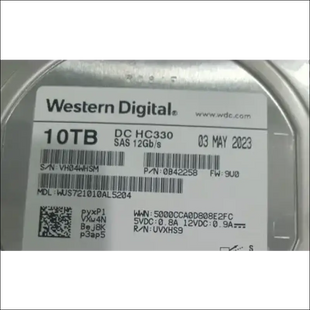 Western Digital®
www.wdc.com
10TB
DC HC330
SAS 12Gb/s
03 MAY 2023
S/N: VH04WHSM
P/N: 0B42258
FW: 9U0
MDL: WUS721010AL5204
WWN: 5000CCA0D808E2FC
5VDC: 0.8A 12VDC: 0.9A
R/N: UVXHS9
pyxP1
VXw4N
Bej8K
p3ap5